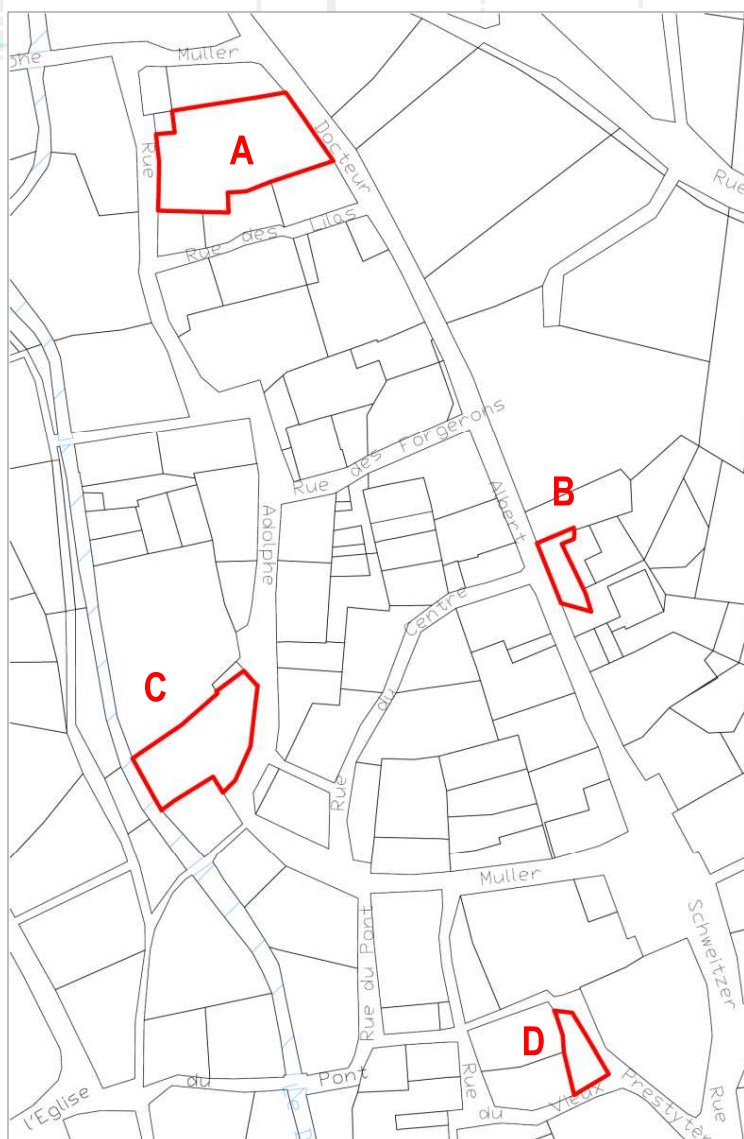 Muller
A
Rue
Docteur
Rue
Rue des Lilas
Rue des Forgerons
Albert
B
Adolphe
Centre
C
du
Rue
Muller
Schweitzer
Rue du Pont
D
du Pont
Rue
du Vieux
Rue
l'Eglise